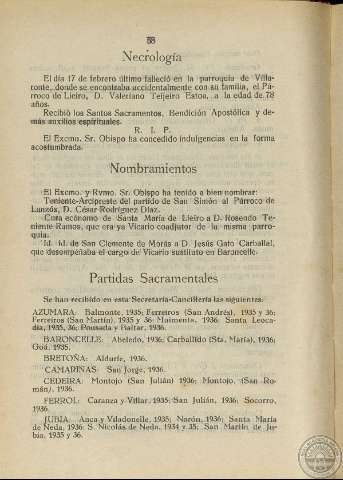 58
Necrología
El día 17 de febrero último falleció en la parroquia de Villa-
ronte, donde se encontraba accidentalmente con su familia, el Pá-
rroco de Lieiro, D. Valeriano Teijeiro Estoa, a la edad de 78
años.
Recibió los Santos Sacramentos, Bendición Apostólica y de-
más auxilios espirituales.
R. I. P.
El Excmo. Sr. Obispo ha concedido indulgencias en la forma
acostumbrada.
Nombramientos
El Excmo. y Rvmo. Sr. Obispo ha tenido a bien nombrar:
Teniente-Arcipreste del partido de San Simón al Párroco de
Lanzós, D. César Rodríguez Díaz.
Cura ecónomo de Santa María de Lieiro a D. Rosendo Te-
niente Ramos, que era ya Vicario coadjutor de la misma parro-
quia.
Id. id. de San Clemente de Morás a D. Jesús Gato Carballal,
que desempeñaba el cargo de Vicario sustituto en Baroncelle.
Partidas Sacramentales
Se han recibido en esta Secretaría-Cancillería las siguientes:
AZUMARA: Balmonte, 1935; Ferreiros (San Andrés), 1935 y 36;
Ferreiros (San Martín), 1935 y 36 Moimenta, 1936; Santa Leoca-
dia, 1935, 36; Pousada y Baltar, 1936.
BARONCELLE: Abeledo, 1936; Carballido (Sta. María), 1936;
Goá, 1935.
BRETOÑA: Aldurfe, 1936.
CAMARIÑAS: San Jorge, 1936.
CEDEIRA: Montojo (San Julián) 1936; Montojo, (San Ro-
mán), 1936.
FERROL: Caranza y Villar, 1935; San Julián, 1936; Socorro,
1936.
JUBIA: Anca y Viladonelle, 1935; Narón, 1936; Santa María
de Neda, 1936; S. Nicolás de Neda, 1934 y 35; San Martín de Ju-
bia, 1935 y 36.